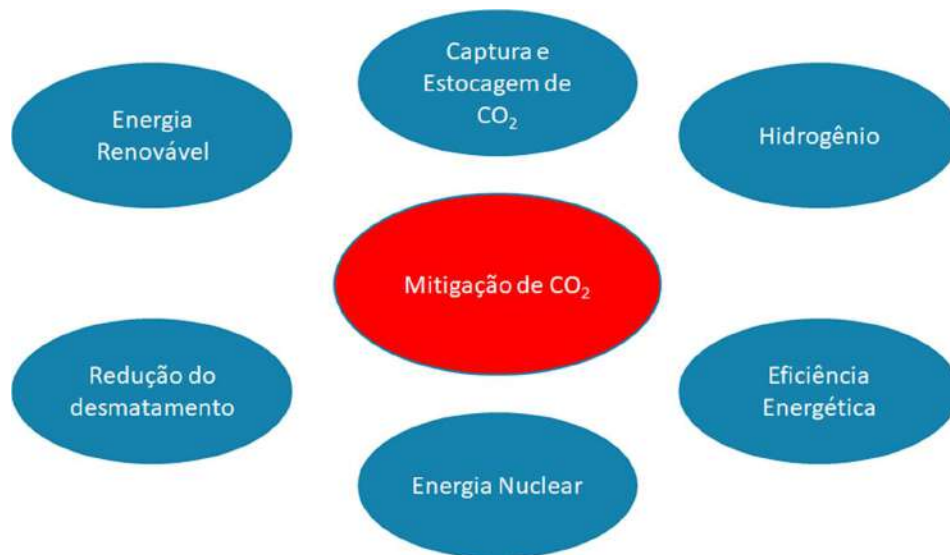 Captura e
Estocagem de
CO₂
Energia
Renovável
Hidrogênio
Mitigação de CO₂
Redução do
desmatamento
Eficiência
Energética
Energia Nuclear